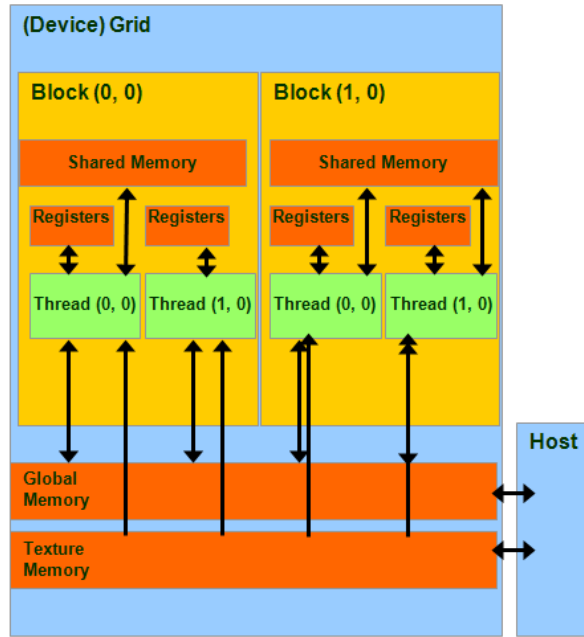 (Device) Grid
Block (0, 0)
Block (1, 0)
Shared Memory
Shared Memory
Registers
Registers
Registers
Registers
Thread (0, 0)
Thread (1, 0)
Thread (0, 0)
Thread (1, 0)
Host
Global
Memory
Texture
Memory